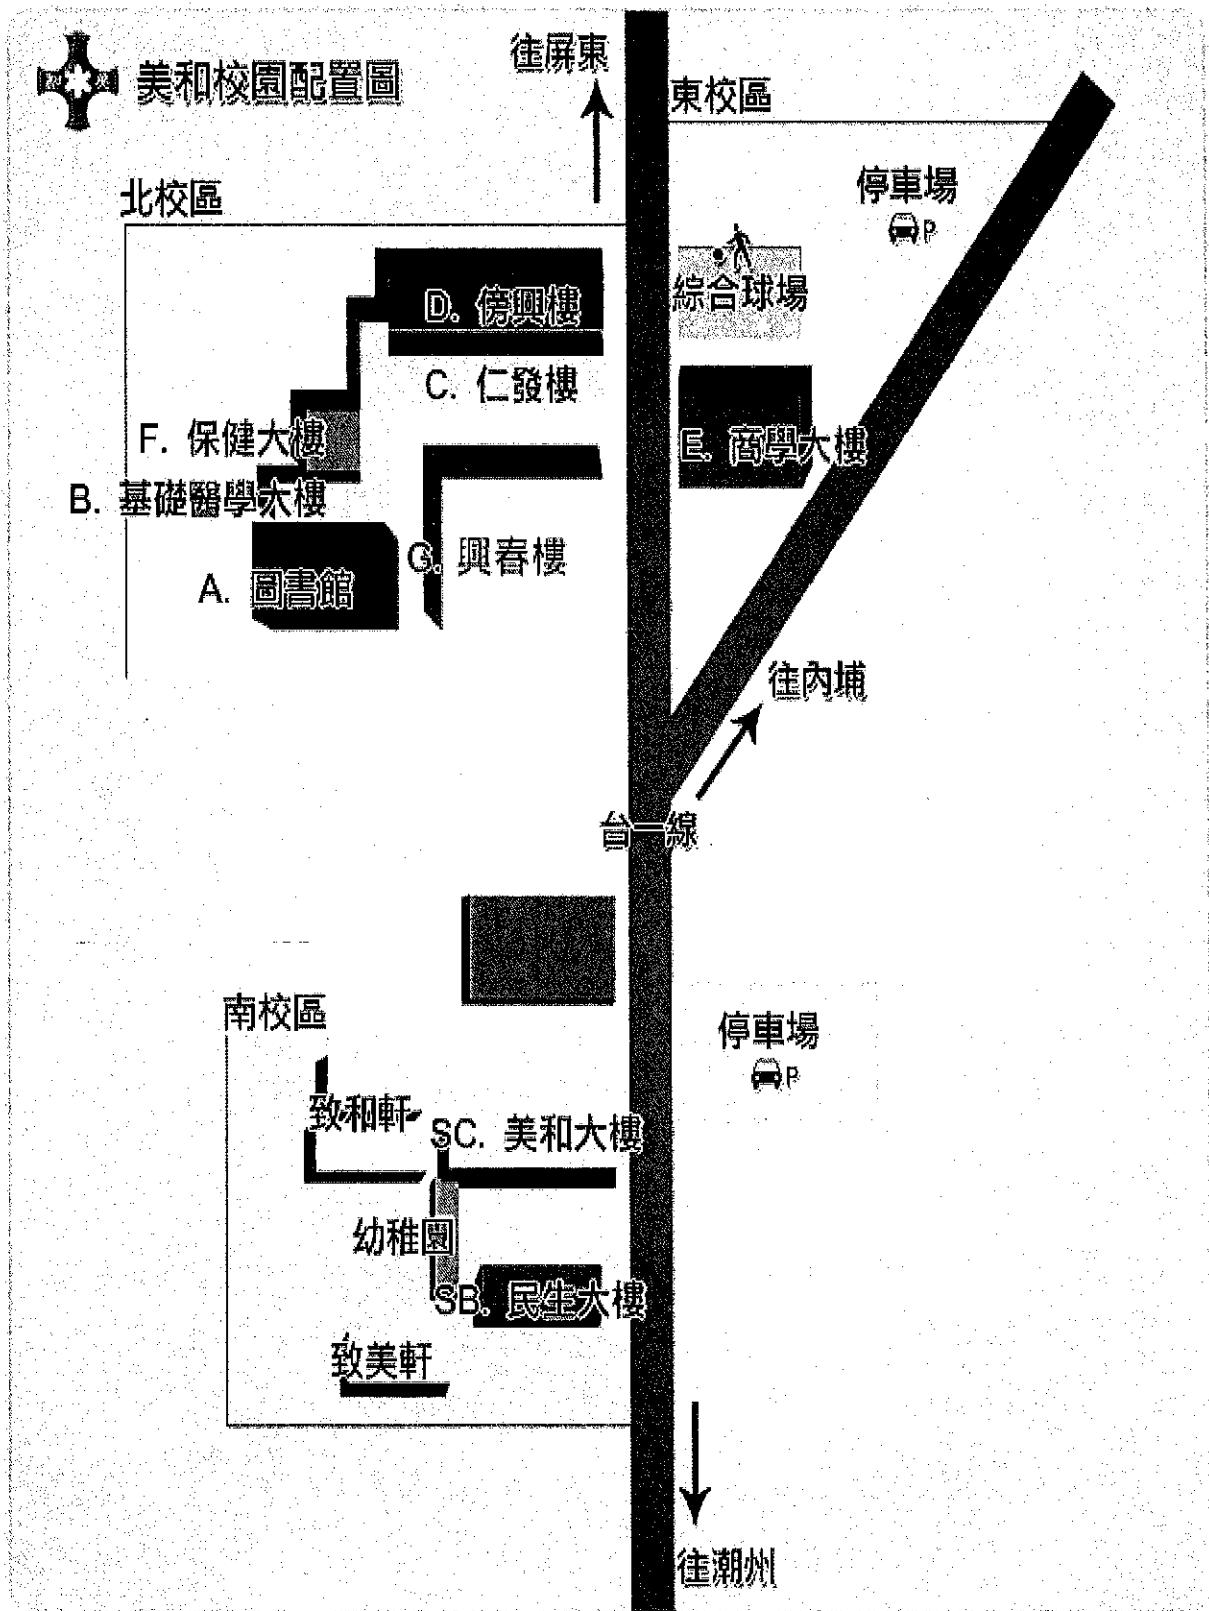 美和校園配置圖
往屏東
東校區
停車場
P
北校區
綜合球場
D. 傍興樓
C. 仁發樓
F. 保健大樓
E. 商學大樓
B. 基礎醫學大樓
G. 興春樓
A. 圖書館
往內埔
台一線
南校區
停車場
P
致和軒
SC. 美和大樓
幼稚園
SB. 民生大樓
致美軒
往潮州